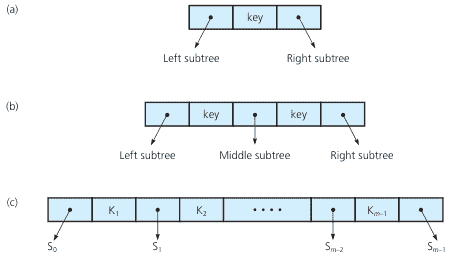 (a)
key
Left subtree Right subtree
(b)
key key
Left subtree Middle subtree Right subtree
(c)
K₁ K₂ • • • • Kₘ₋₁
S₀ S₁ Sₘ₋₂ Sₘ₋₁